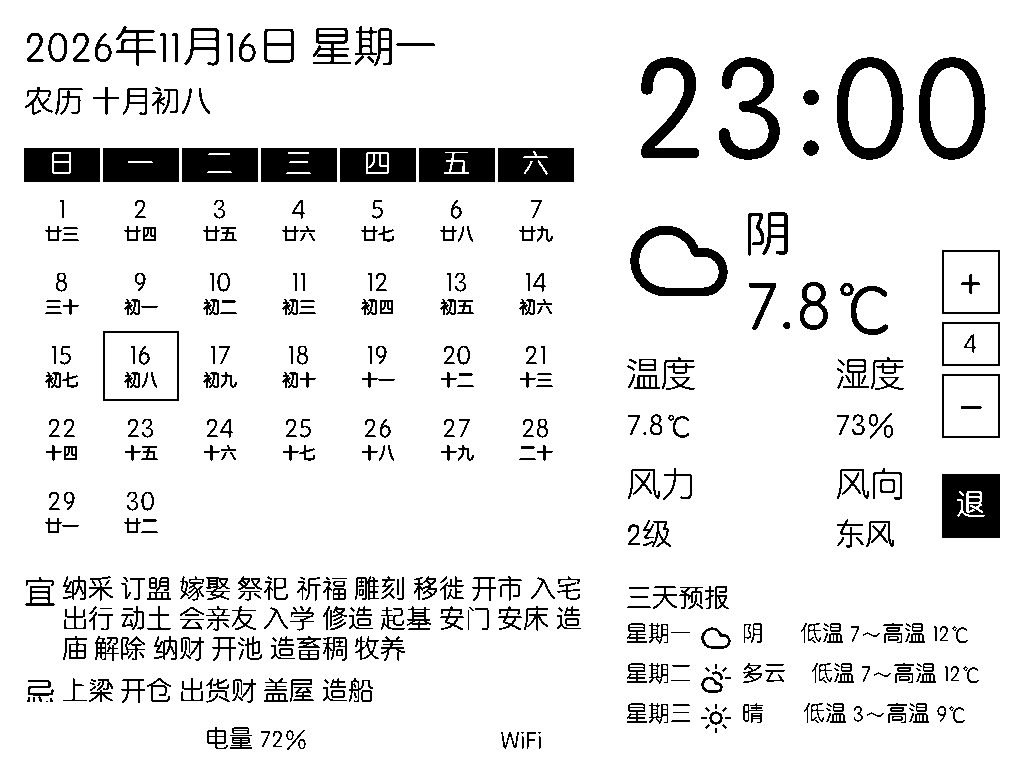 2026年11月16日 星期一
农历 十月初八
日 一 二 三 四 五 六
1 2 3 4 5 6 7
廿三 廿四 廿五 廿六 廿七 廿八 廿九
8 9 10 11 12 13 14
三十 初一 初二 初三 初四 初五 初六
15 16 17 18 19 20 21
初七 初八 初九 初十 十一 十二 十三
22 23 24 25 26 27 28
十四 十五 十六 十七 十八 十九 二十
29 30
廿一 廿二
宜 纳采 订盟 嫁娶 祭祀 祈福 雕刻 移徙 开市 入宅
出行 动土 会亲友 入学 修造 起基 安门 安床 造
庙 解除 纳财 开池 造畜稠 牧养
忌 上梁 开仓 出货财 盖屋 造船
电量 72% WiFi
23:00
阴
7.8℃
温度 湿度
7.8℃ 73%
风力 风向
2级 东风
+
4
−
退
三天预报
星期一 阴 低温 7～高温 12℃
星期二 多云 低温 7～高温 12℃
星期三 晴 低温 3～高温 9℃